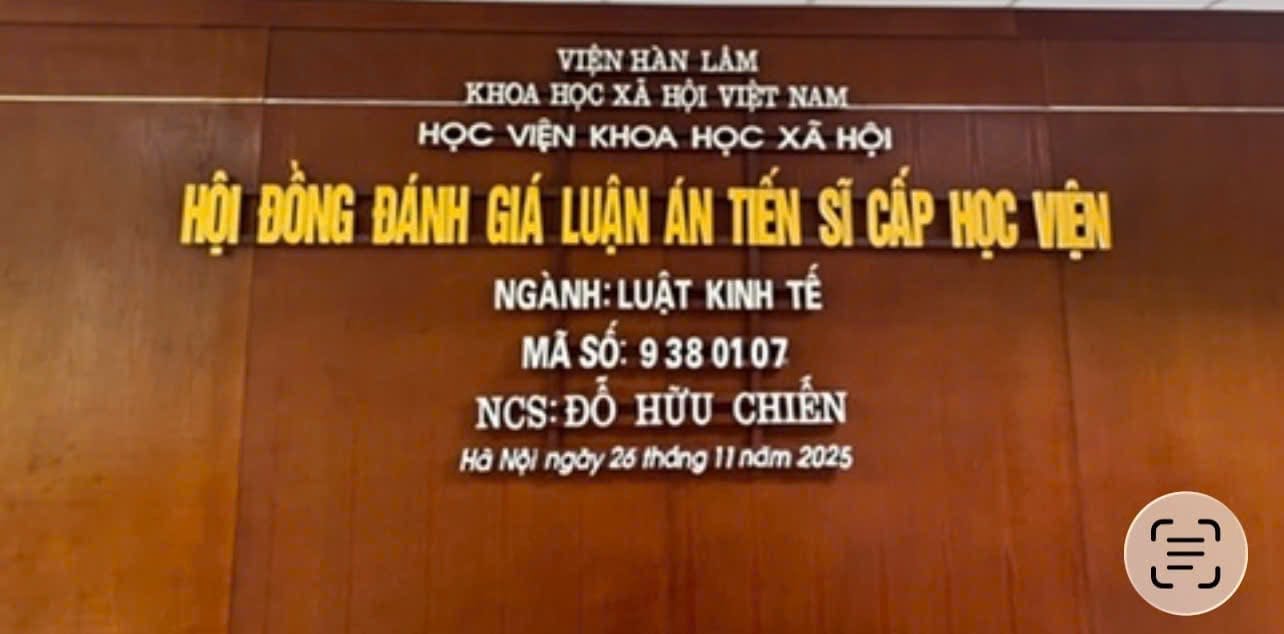 VIỆN HÀN LÂM
KHOA HỌC XÃ HỘI VIỆT NAM
HỌC VIỆN KHOA HỌC XÃ HỘI
HỘI ĐỒNG ĐÁNH GIÁ LUẬN ÁN TIẾN SĨ CẤP HỌC VIỆN
NGÀNH: LUẬT KINH TẾ
MÃ SỐ: 9 38 01 07
NCS: ĐỖ HỮU CHIẾN
Hà Nội ngày 26 tháng 11 năm 2025